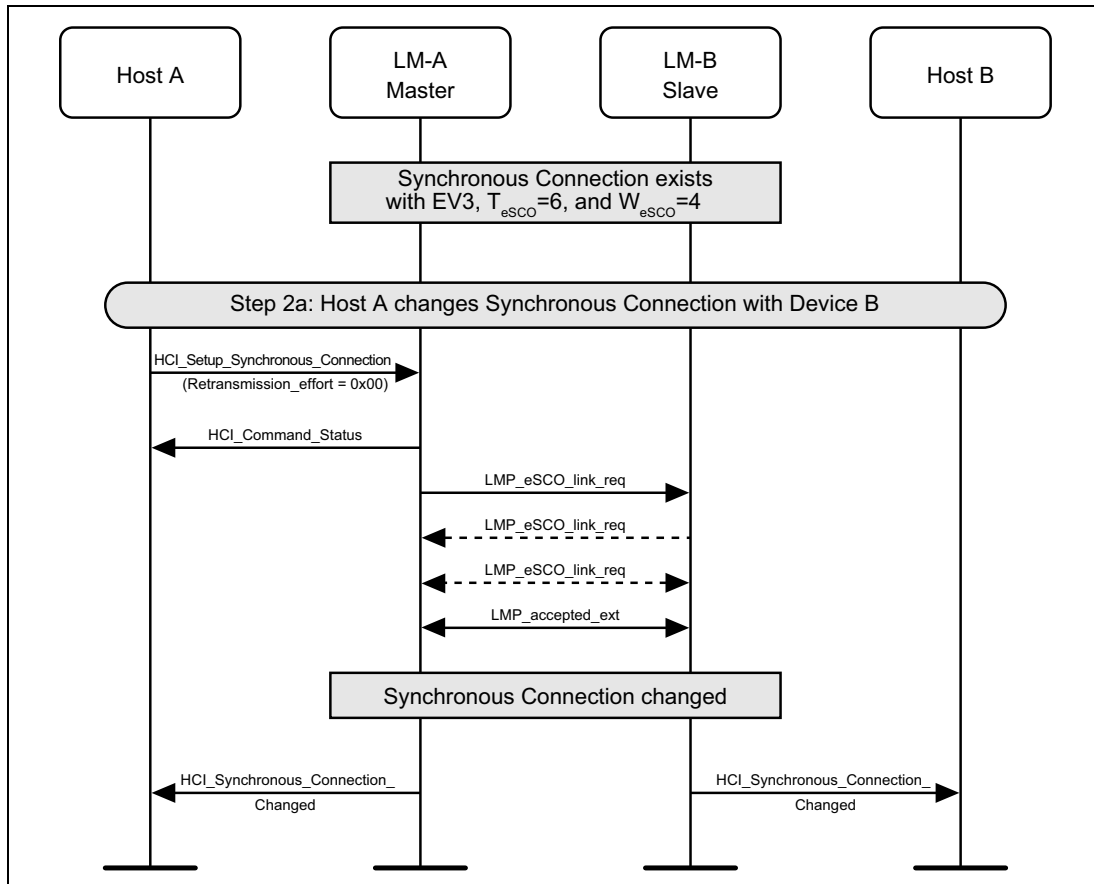 Host A
LM-A
Master
LM-B
Slave
Host B
Synchronous Connection exists
with EV3, TeSCO=6, and WeSCO=4
Step 2a: Host A changes Synchronous Connection with Device B
HCI_Setup_Synchronous_Connection
(Retransmission_effort = 0x00)
HCI_Command_Status
LMP_eSCO_link_req
LMP_eSCO_link_req
LMP_eSCO_link_req
LMP_accepted_ext
Synchronous Connection changed
HCI_Synchronous_Connection_
Changed
HCI_Synchronous_Connection_
Changed